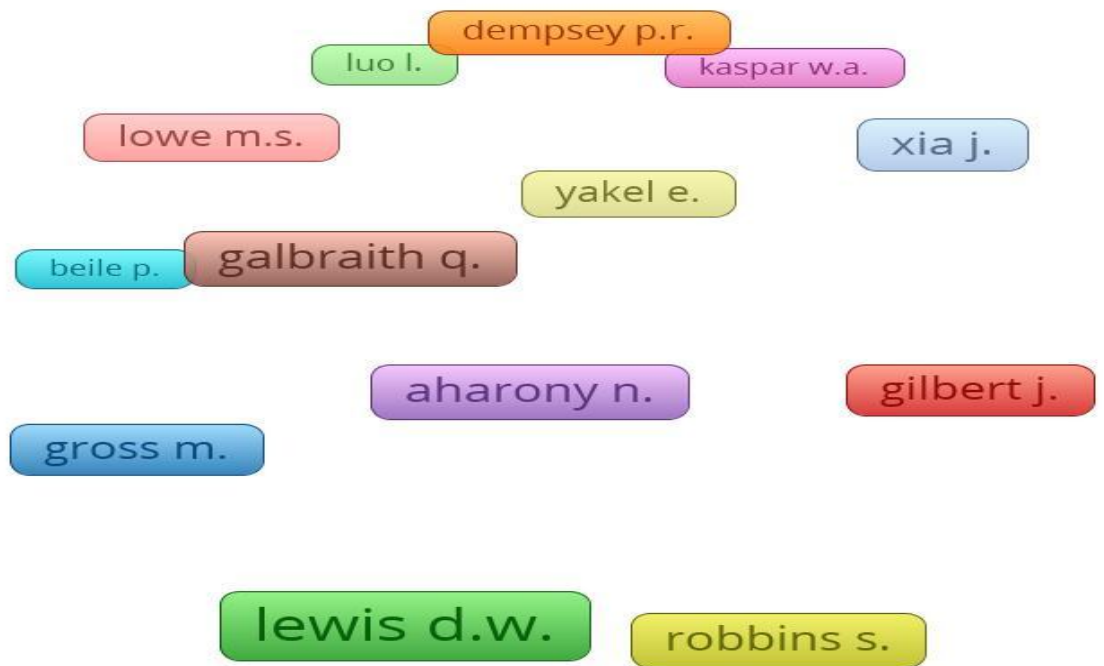 dempsey p.r.
luo l.
kaspar w.a.
lowe m.s.
xia j.
yakel e.
galbraith q.
beile p.
aharony n.
gilbert j.
gross m.
lewis d.w.
robbins s.